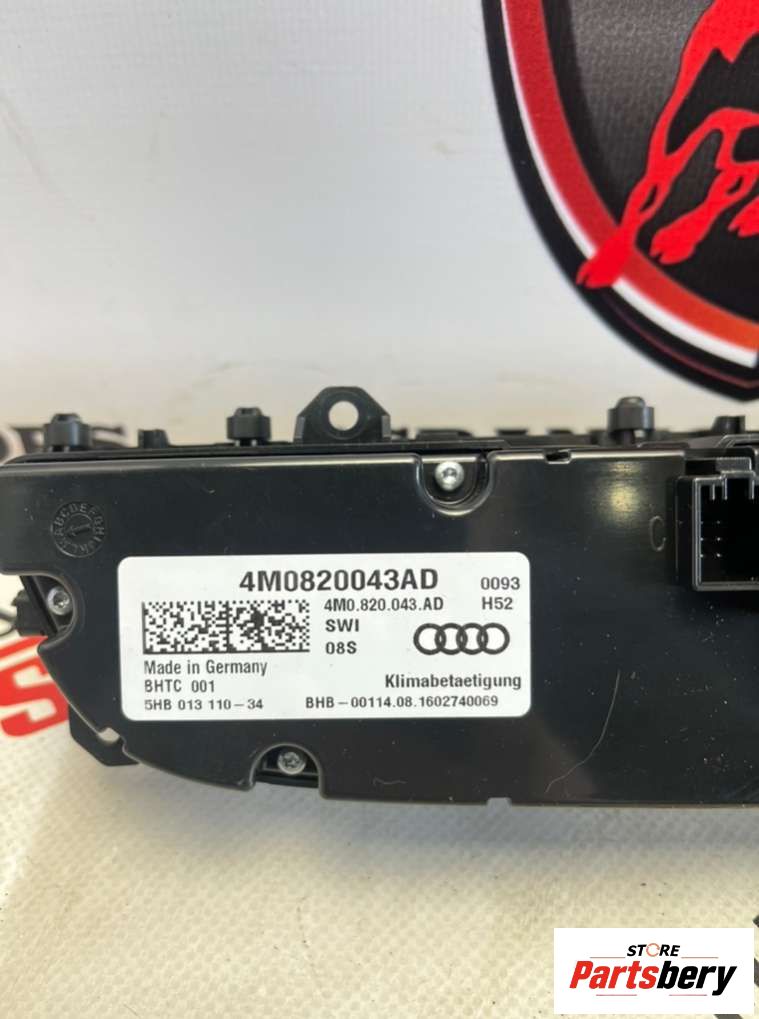 4M0820043AD
0093
4M0.820.043.AD
H52
SWI
08S
Made in Germany
BHTC 001
Klimabetaetigung
5HB 013 110-34
BHB-00114.08.1602740069
C
STORE
Partsbery